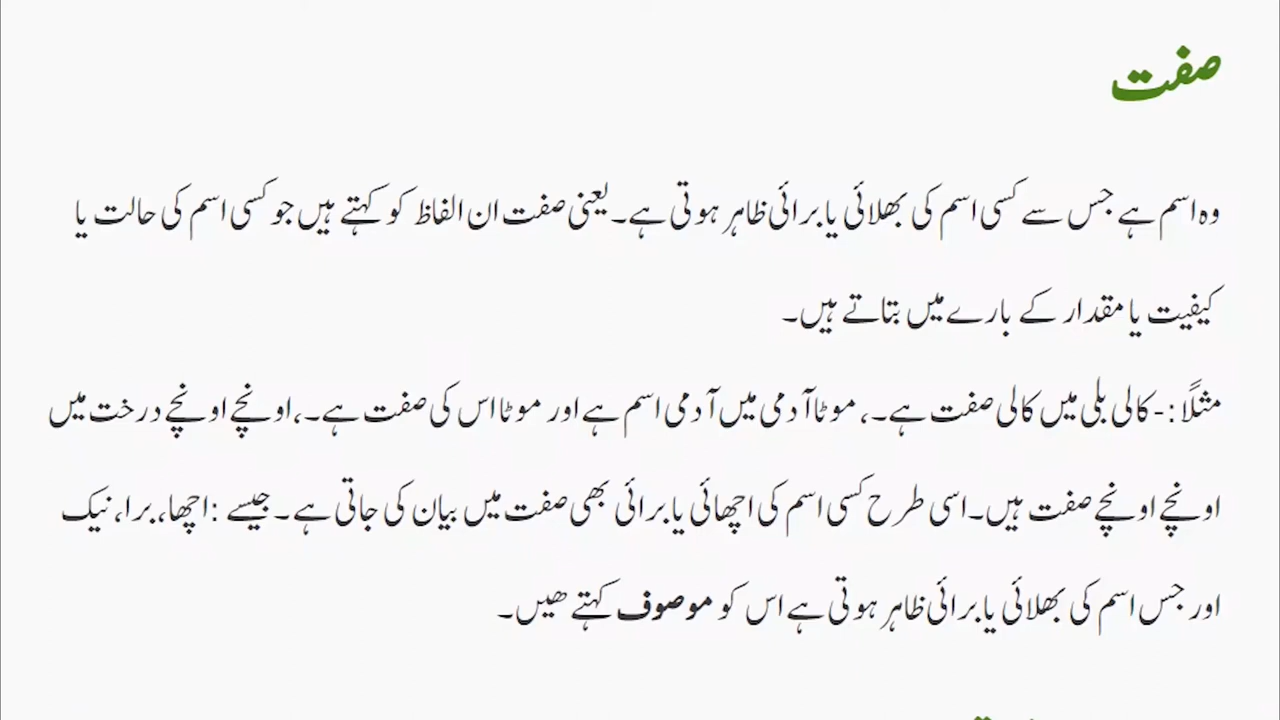 صفت
وہ اسم ہے جس سے کسی اسم کی بھلائی یا برائی ظاہر ہوتی ہے۔ یعنی صفت ان الفاظ کو کہتے ہیں جو کسی اسم کی حالت یا
کیفیت یا مقدار کے بارے میں بتاتے ہیں۔
مثلاً :- کالی بلی میں کالی صفت ہے۔، موٹا آدمی میں آدمی اسم ہے اور موٹا اس کی صفت ہے۔، اونچے اونچے درخت میں
اونچے اونچے صفت ہیں۔ اسی طرح کسی اسم کی اچھائی یا برائی بھی صفت میں بیان کی جاتی ہے۔ جیسے : اچھا، برا، نیک
اور جس اسم کی بھلائی یا برائی ظاہر ہوتی ہے اس کو موصوف کہتے ھیں۔